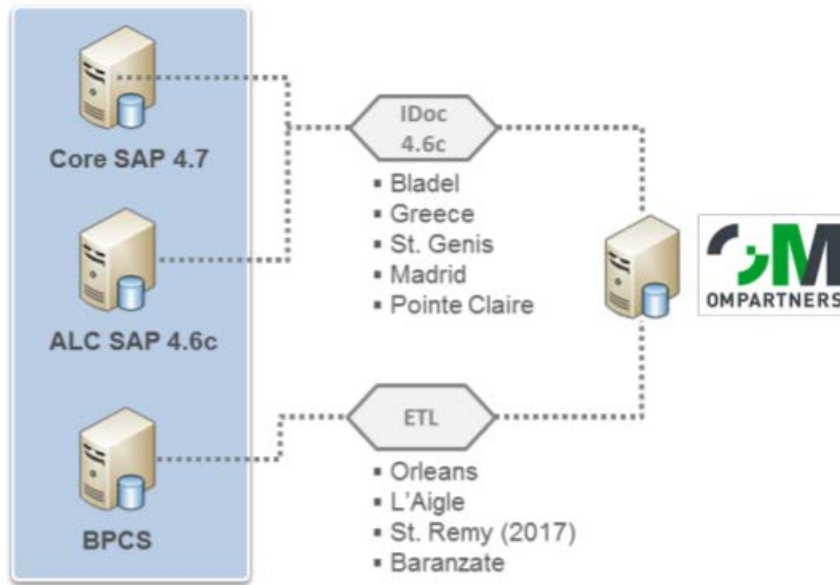 Core SAP 4.7
ALC SAP 4.6c
BPCS
IDoc
4.6c
▪ Bladel
▪ Greece
▪ St. Genis
▪ Madrid
▪ Pointe Claire
ETL
▪ Orleans
▪ L'Aigle
▪ St. Remy (2017)
▪ Baranzate
OM
OMPARTNERS